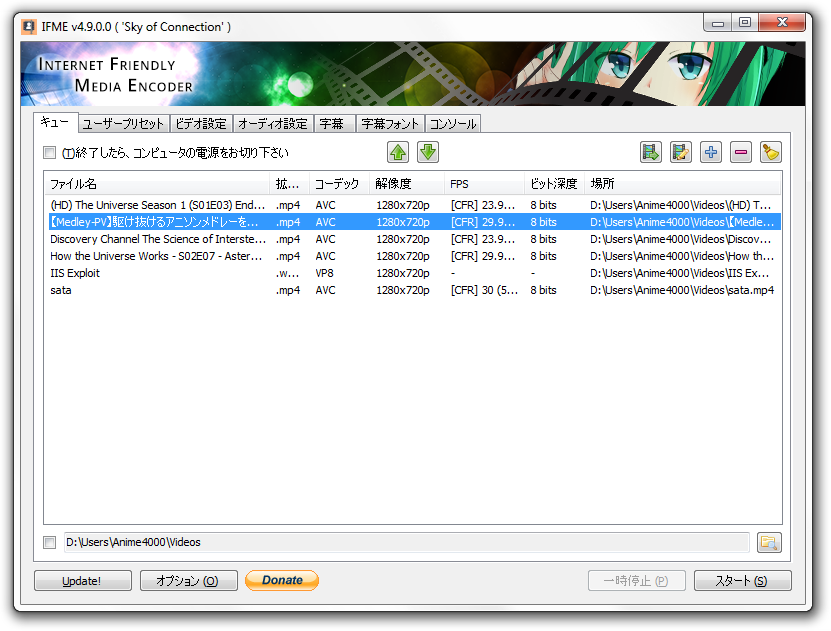 IFME v4.9.0.0 ( 'Sky of Connection' )
INTERNET FRIENDLY
MEDIA ENCODER
キュー ユーザープリセット ビデオ設定 オーディオ設定 字幕 字幕フォント コンソール
(T)終了したら、コンピュータの電源をお切り下さい
ファイル名 拡... コーデック 解像度 FPS ビット深度 場所
(HD) The Universe Season 1 (S01E03) End... .mp4 AVC 1280x720p [CFR] 23.9... 8 bits D:\Users\Anime4000\Videos\(HD) T...
【Medley-PV】駆け抜けるアニソンメドレーを... .mp4 AVC 1280x720p [CFR] 29.9... 8 bits D:\Users\Anime4000\Videos\【Medle...
Discovery Channel The Science of Interste... .mp4 AVC 1280x720p [CFR] 23.9... 8 bits D:\Users\Anime4000\Videos\Discov...
How the Universe Works - S02E07 - Aster... .mp4 AVC 1280x720p [CFR] 29.9... 8 bits D:\Users\Anime4000\Videos\How th...
IIS Exploit .w... VP8 1280x720p - - D:\Users\Anime4000\Videos\IIS Ex...
sata .mp4 AVC 1280x720p [CFR] 30 (5... 8 bits D:\Users\Anime4000\Videos\sata.mp4
D:\Users\Anime4000\Videos
Update! オプション (O) Donate 一時停止 (P) スタート (S)